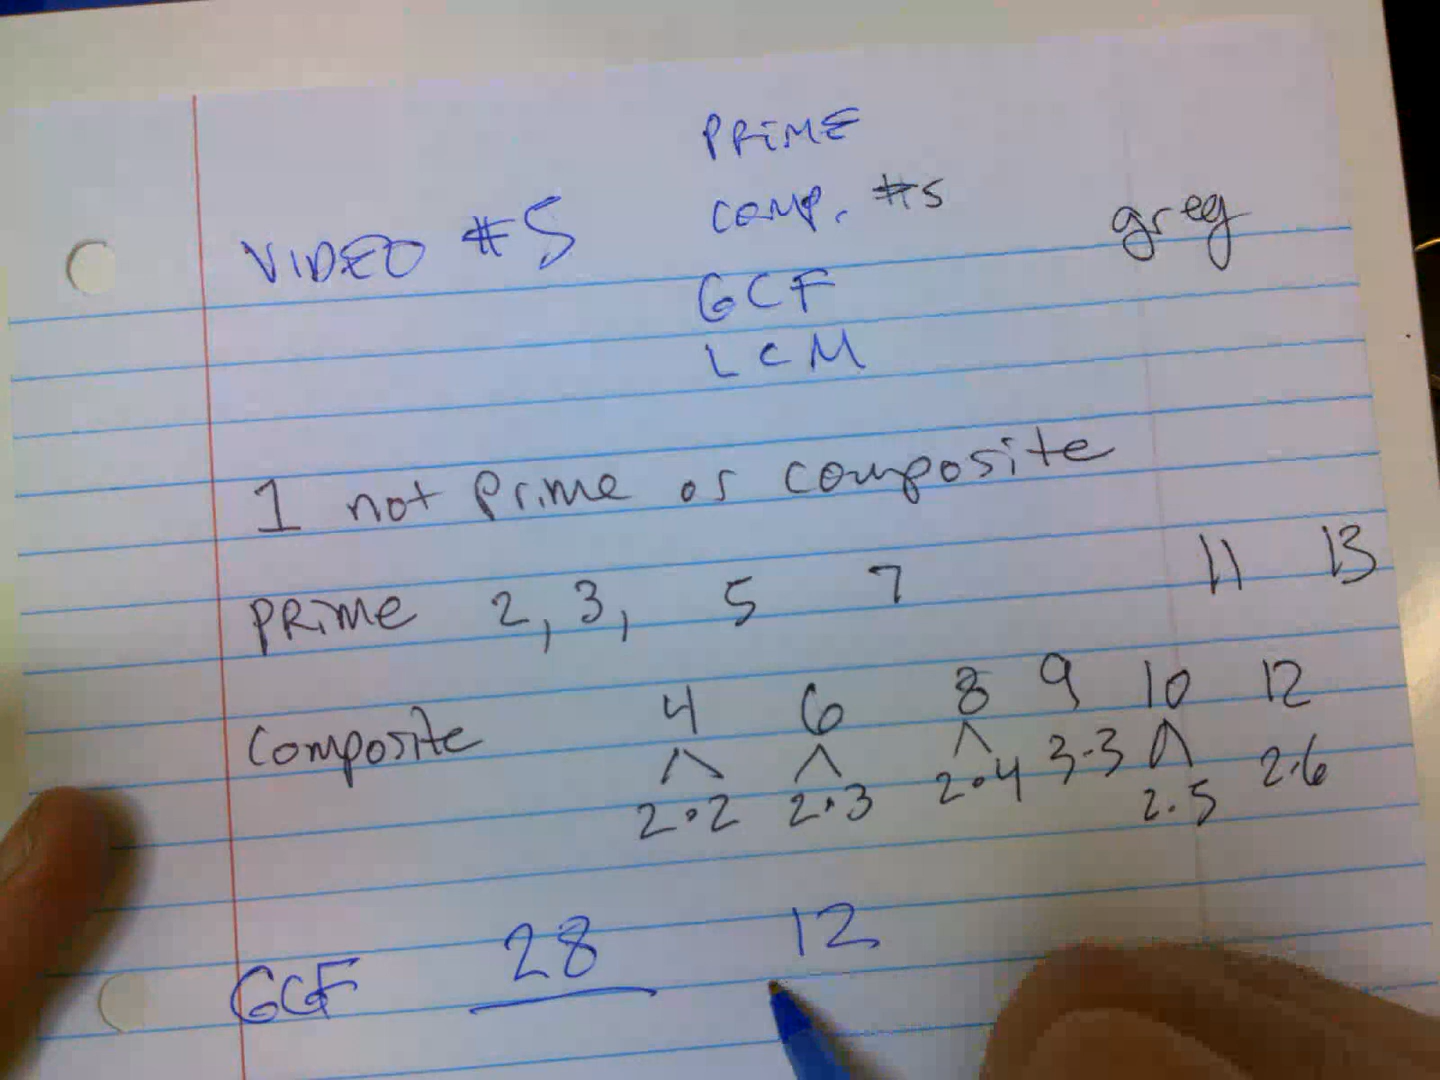 PRIME
VIDEO #5 COMP. #s greg
GCF
LCM
1 not Prime or composite
PRIME 2, 3, 5 7 11 13
Composite 4 6 8 9 10 12
2·2 2·3 2·4 3·3 2·5 2·6
GCF 28 12